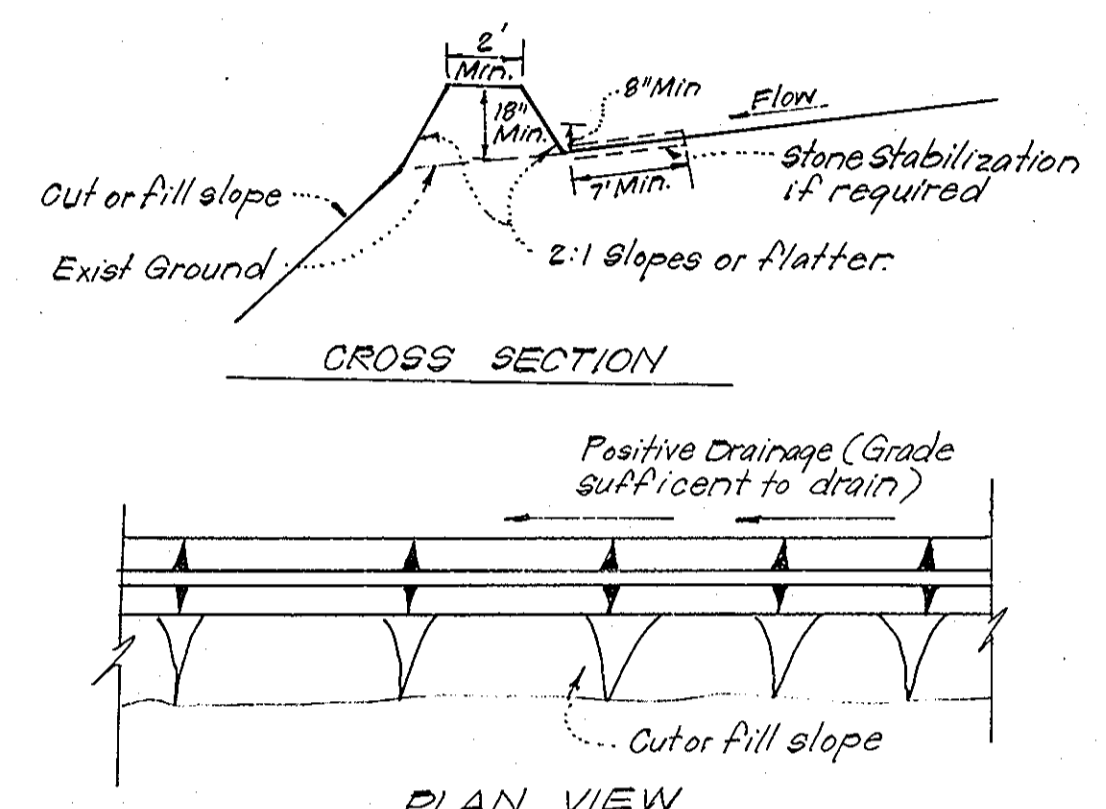 2'
Min.
18"
Min.
8"Min
Flow
Stone Stabilization
if required
7' Min.
Cut or fill slope
Exist Ground
2:1 Slopes or flatter.
CROSS SECTION
Positive Drainage (Grade
sufficent to drain)
Cut or fill slope
PLAN VIEW